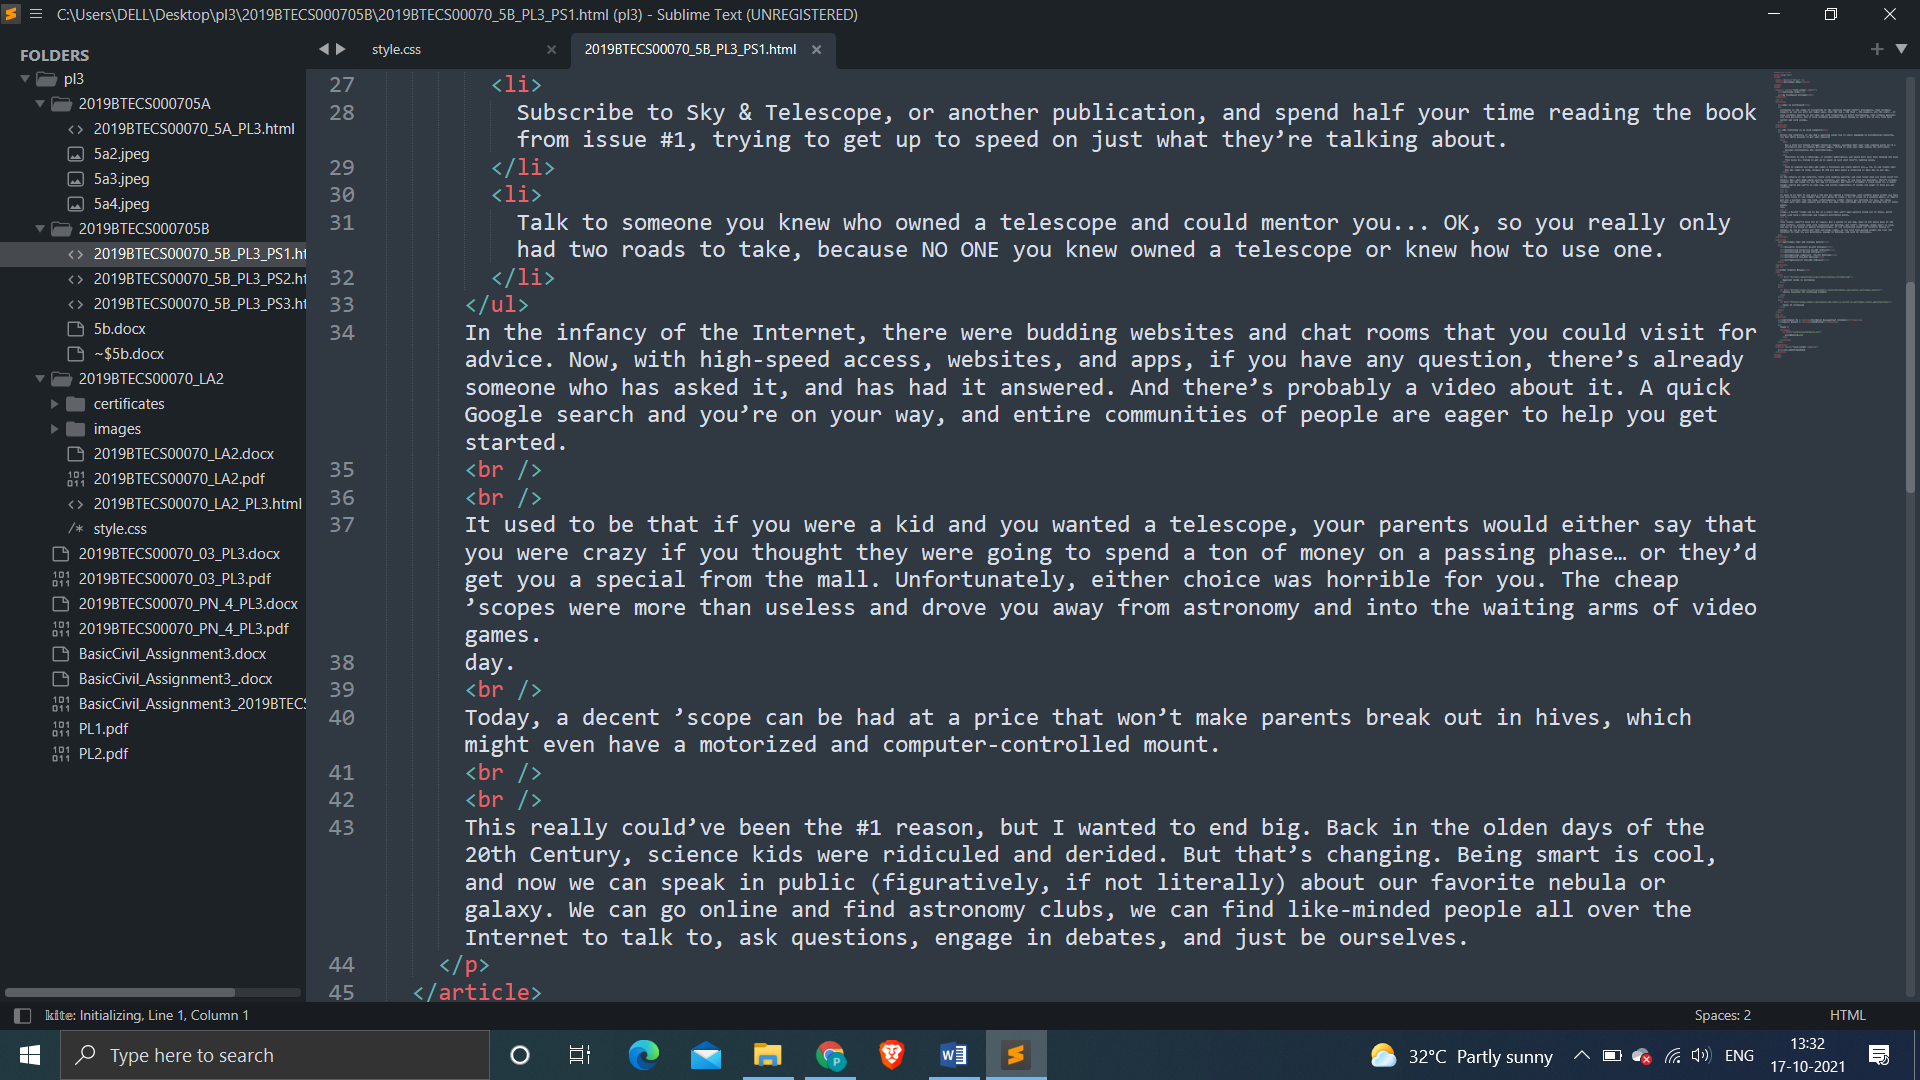 C:\Users\DELL\Desktop\pl3\2019BTECS000705B\2019BTECS00070_5B_PL3_PS1.html (pl3) - Sublime Text (UNREGISTERED)
FOLDERS
pl3
2019BTECS000705A
<> 2019BTECS00070_5A_PL3.html
5a2.jpeg
5a3.jpeg
5a4.jpeg
2019BTECS000705B
<> 2019BTECS00070_5B_PL3_PS1.ht
<> 2019BTECS00070_5B_PL3_PS2.ht
<> 2019BTECS00070_5B_PL3_PS3.ht
5b.docx
~$5b.docx
2019BTECS00070_LA2
certificates
images
2019BTECS00070_LA2.docx
2019BTECS00070_LA2.pdf
<> 2019BTECS00070_LA2_PL3.html
/* style.css
2019BTECS00070_03_PL3.docx
2019BTECS00070_03_PL3.pdf
2019BTECS00070_PN_4_PL3.docx
2019BTECS00070_PN_4_PL3.pdf
BasicCivil_Assignment3.docx
BasicCivil_Assignment3_.docx
BasicCivil_Assignment3_2019BTECS
PL1.pdf
PL2.pdf
style.css
2019BTECS00070_5B_PL3_PS1.html
27 <li>
28 Subscribe to Sky & Telescope, or another publication, and spend half your time reading the book
from issue #1, trying to get up to speed on just what they’re talking about.
29 </li>
30 <li>
31 Talk to someone you knew who owned a telescope and could mentor you... OK, so you really only
had two roads to take, because NO ONE you knew owned a telescope or knew how to use one.
32 </li>
33 </ul>
34 In the infancy of the Internet, there were budding websites and chat rooms that you could visit for
advice. Now, with high-speed access, websites, and apps, if you have any question, there’s already
someone who has asked it, and has had it answered. And there’s probably a video about it. A quick
Google search and you’re on your way, and entire communities of people are eager to help you get
started.
35 <br />
36 <br />
37 It used to be that if you were a kid and you wanted a telescope, your parents would either say that
you were crazy if you thought they were going to spend a ton of money on a passing phase… or they’d
get you a special from the mall. Unfortunately, either choice was horrible for you. The cheap
’scopes were more than useless and drove you away from astronomy and into the waiting arms of video
games.
38 day.
39 <br />
40 Today, a decent ’scope can be had at a price that won’t make parents break out in hives, which
might even have a motorized and computer-controlled mount.
41 <br />
42 <br />
43 This really could’ve been the #1 reason, but I wanted to end big. Back in the olden days of the
20th Century, science kids were ridiculed and derided. But that’s changing. Being smart is cool,
and now we can speak in public (figuratively, if not literally) about our favorite nebula or
galaxy. We can go online and find astronomy clubs, we can find like-minded people all over the
Internet to talk to, ask questions, engage in debates, and just be ourselves.
44 </p>
45 </article>
kite: Initializing, Line 1, Column 1
Spaces: 2
HTML
Type here to search
32°C Partly sunny
ENG
13:32
17-10-2021